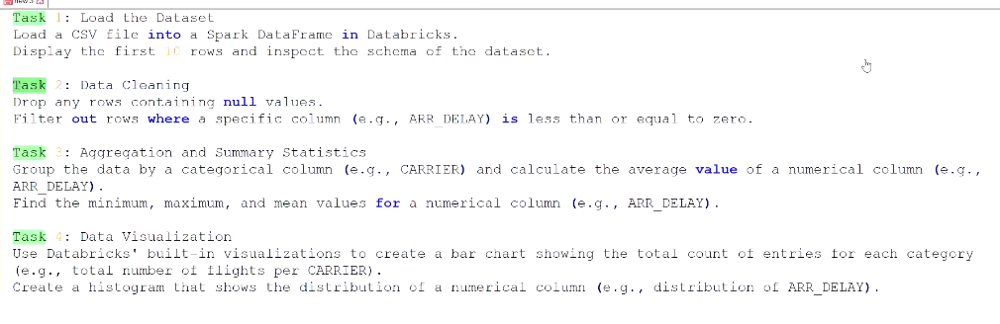 new 3
Task 1: Load the Dataset
Load a CSV file into a Spark DataFrame in Databricks.
Display the first 10 rows and inspect the schema of the dataset.
Task 2: Data Cleaning
Drop any rows containing null values.
Filter out rows where a specific column (e.g., ARR_DELAY) is less than or equal to zero.
Task 3: Aggregation and Summary Statistics
Group the data by a categorical column (e.g., CARRIER) and calculate the average value of a numerical column (e.g.,
ARR_DELAY).
Find the minimum, maximum, and mean values for a numerical column (e.g., ARR_DELAY).
Task 4: Data Visualization
Use Databricks' built-in visualizations to create a bar chart showing the total count of entries for each category
(e.g., total number of flights per CARRIER).
Create a histogram that shows the distribution of a numerical column (e.g., distribution of ARR_DELAY).